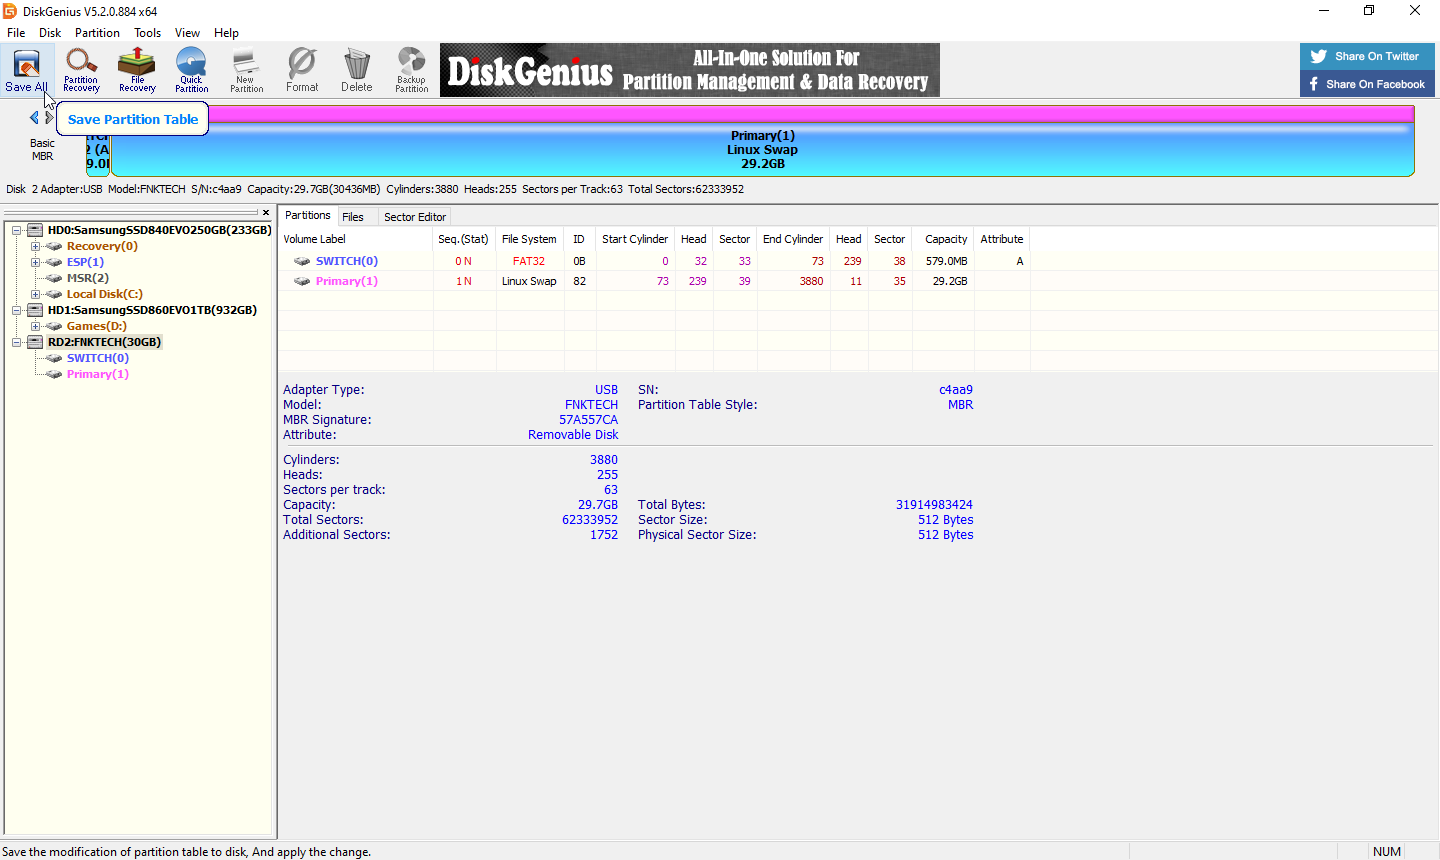 DiskGenius V5.2.0.884 x64
File Disk Partition Tools View Help
Save All
Partition Recovery
File Recovery
Quick Partition
New Partition
Format
Delete
Backup Partition
DiskGenius
All-In-One Solution For
Partition Management & Data Recovery
Share On Twitter
Share On Facebook
Save Partition Table
Basic
MBR
2 (A
9.0
Primary(1)
Linux Swap
29.2GB
Disk 2 Adapter:USB Model:FNKTECH S/N:c4aa9 Capacity:29.7GB(30436MB) Cylinders:3880 Heads:255 Sectors per Track:63 Total Sectors:62333952
HD0:SamsungSSD840EVO250GB(233GB)
Recovery(0)
ESP(1)
MSR(2)
Local Disk(C:)
HD1:SamsungSSD860EVO1TB(932GB)
Games(D:)
RD2:FNKTECH(30GB)
SWITCH(0)
Primary(1)
Partitions Files Sector Editor
Volume Label Seq.(Stat) File System ID Start Cylinder Head Sector End Cylinder Head Sector Capacity Attribute
SWITCH(0) 0 N FAT32 0B 0 32 33 73 239 38 579.0MB A
Primary(1) 1 N Linux Swap 82 73 239 39 3880 11 35 29.2GB
Adapter Type: USB SN: c4aa9
Model: FNKTECH Partition Table Style: MBR
MBR Signature: 57A557CA
Attribute: Removable Disk
Cylinders: 3880
Heads: 255
Sectors per track: 63
Capacity: 29.7GB Total Bytes: 31914983424
Total Sectors: 62333952 Sector Size: 512 Bytes
Additional Sectors: 1752 Physical Sector Size: 512 Bytes
Save the modification of partition table to disk, And apply the change.
NUM